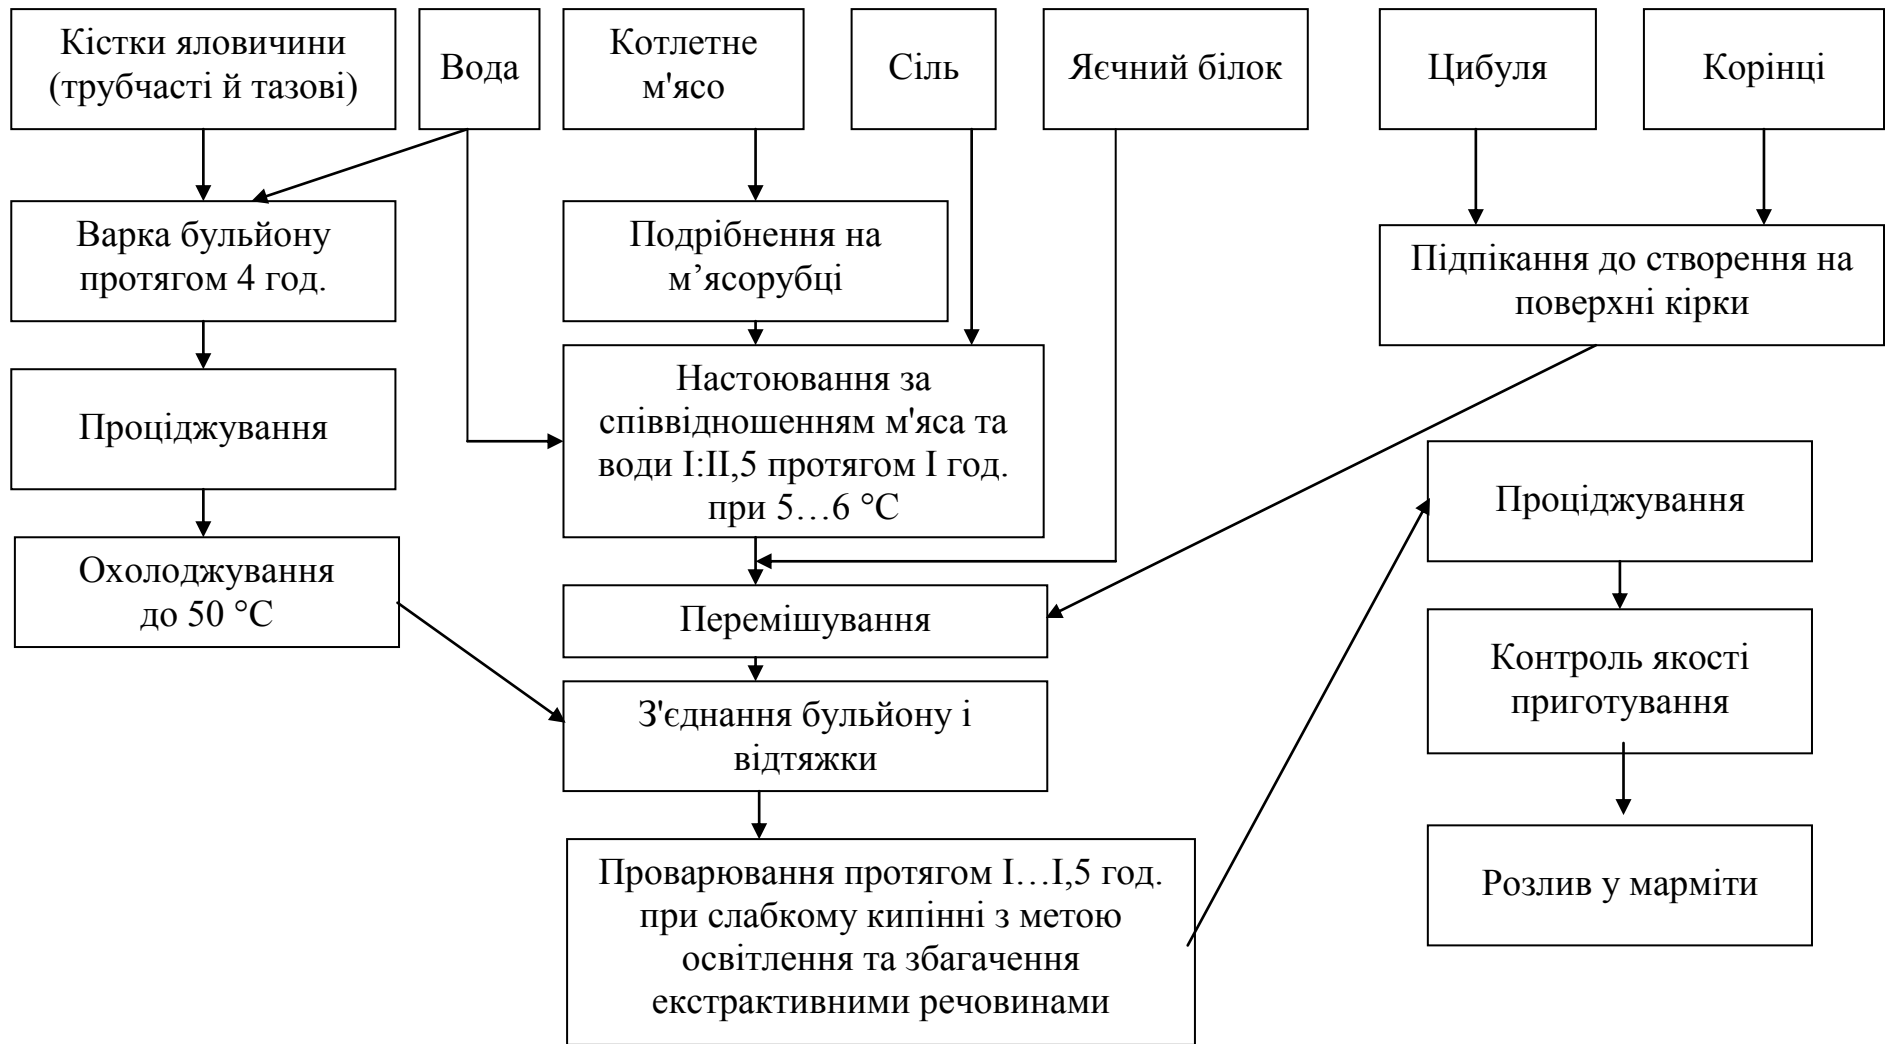 Кістки яловичини
(трубчасті й тазові)
Вода
Котлетне
м'ясо
Сіль
Яєчний білок
Цибуля
Корінці
Варка бульйону
протягом 4 год.
Подрібнення на
м’ясорубці
Підпікання до створення на
поверхні кірки
Проціджування
Настоювання за
співвідношенням м'яса та
води І:ІІ,5 протягом І год.
при 5…6 °С
Проціджування
Охолоджування
до 50 °С
Перемішування
Контроль якості
приготування
З'єднання бульйону і
відтяжки
Проварювання протягом І…І,5 год.
при слабкому кипінні з метою
освітлення та збагачення
екстрактивними речовинами
Розлив у марміти